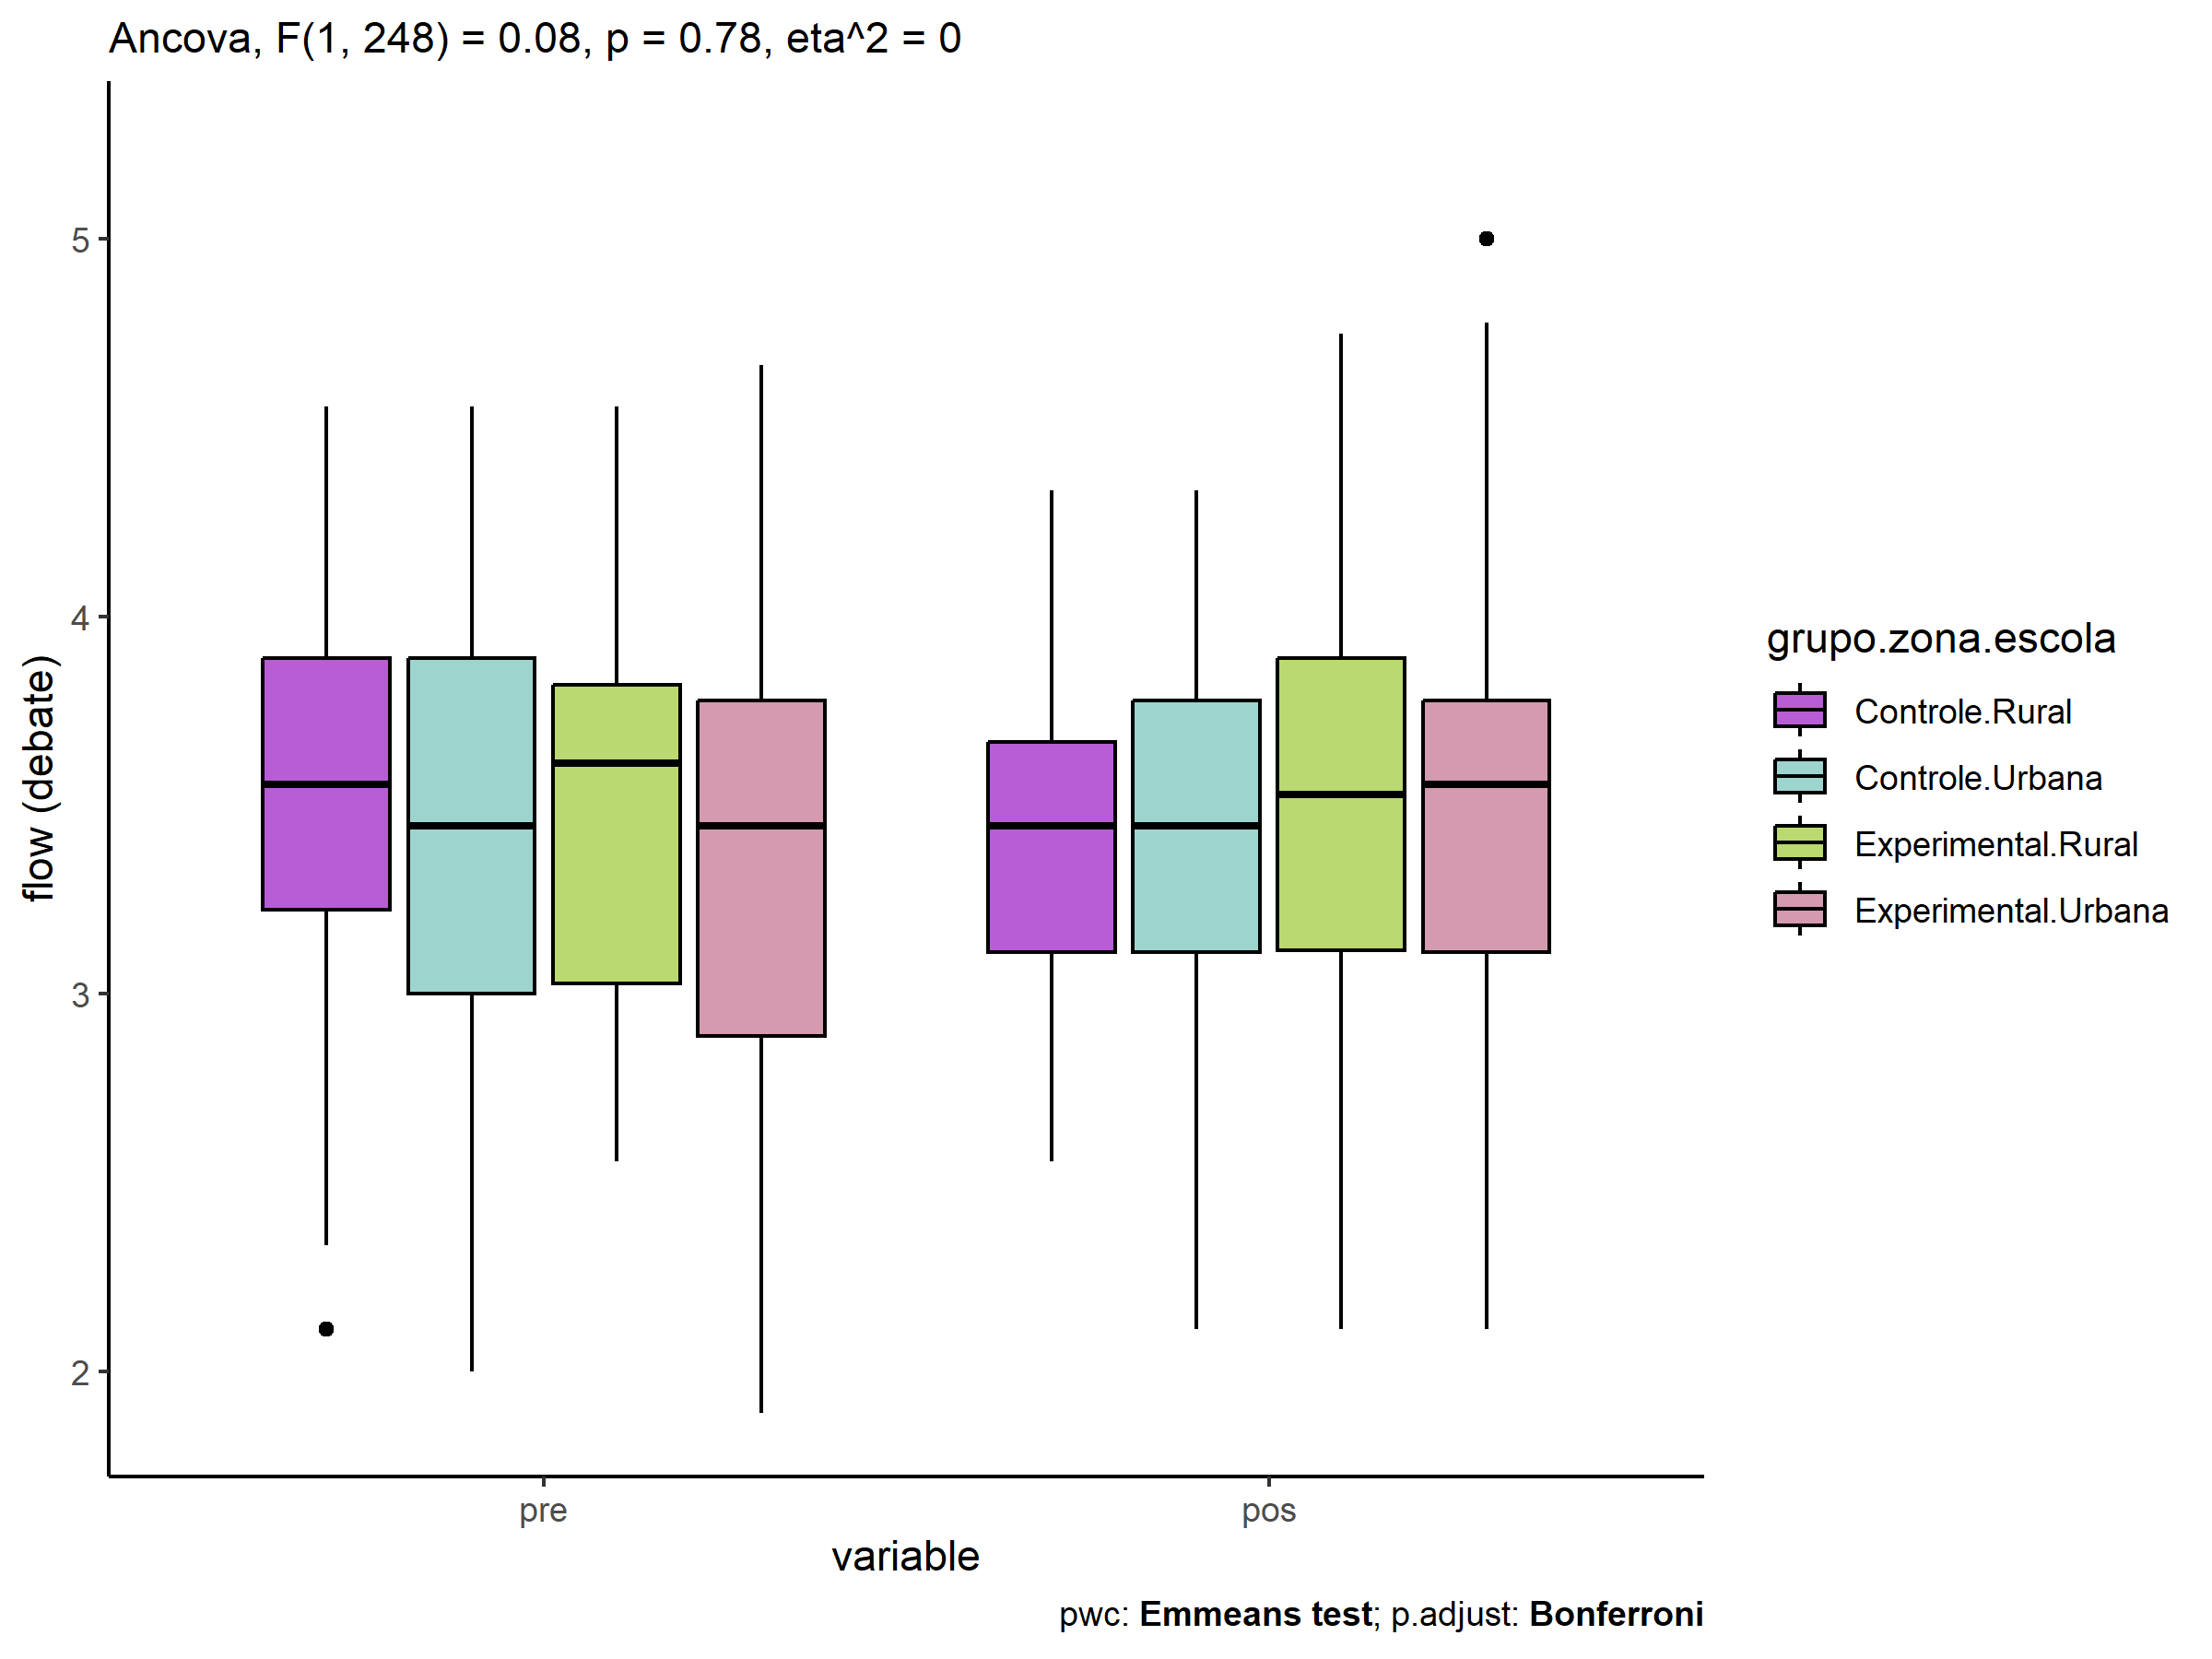 Ancova, F(1, 248) = 0.08, p = 0.78, eta^2 = 0
flow (debate)
5
4
3
2
pre
pos
variable
grupo.zona.escola
Controle.Rural
Controle.Urbana
Experimental.Rural
Experimental.Urbana
pwc: Emmeans test; p.adjust: Bonferroni